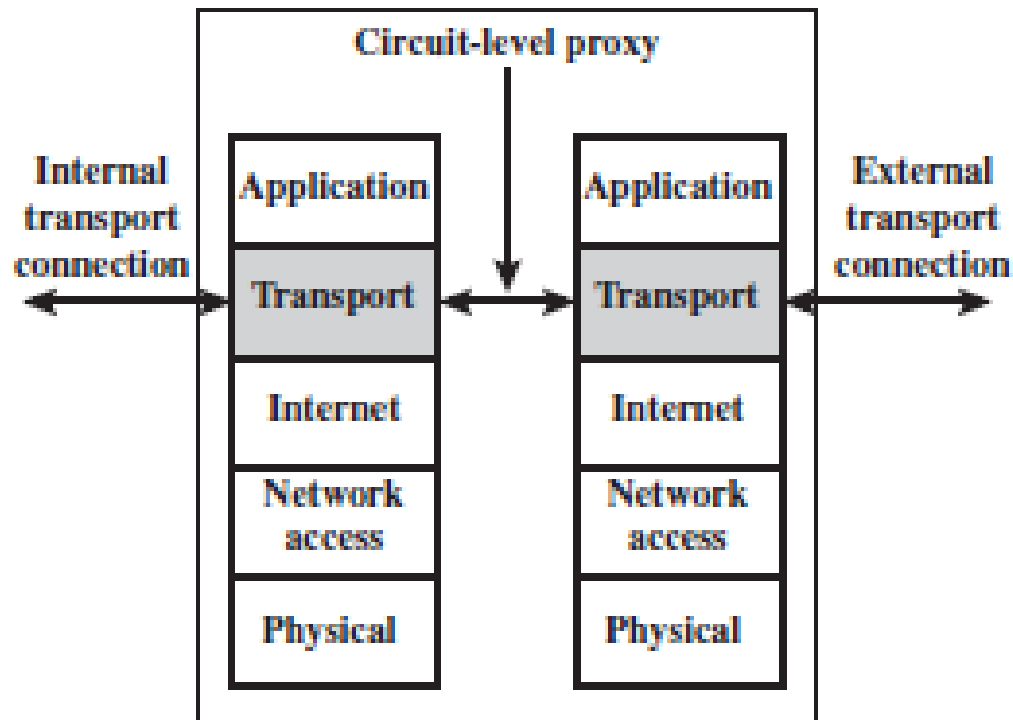 Circuit-level proxy
Internal
transport
connection
Application
Transport
Internet
Network
access
Physical
Application
Transport
Internet
Network
access
Physical
External
transport
connection